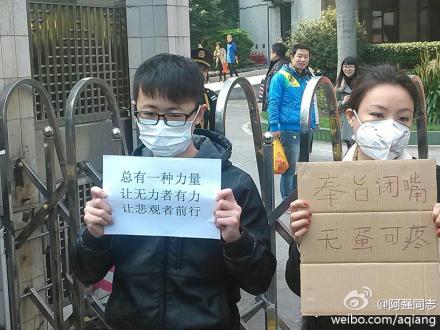 总有一种力量
让无力者有力
让悲观者前行
奉旨闭嘴
无蛋可疼
@阿强同志
weibo.com/aqiang